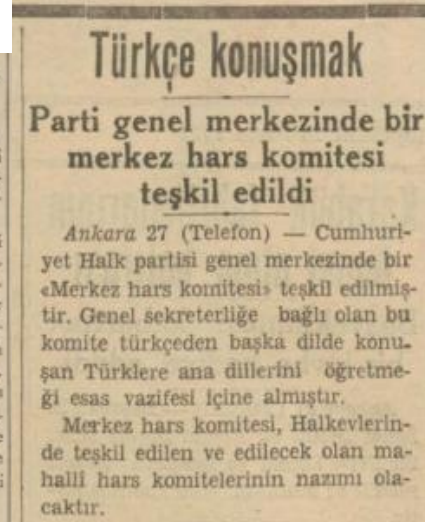 Türkçe konuşmak
Parti genel merkezinde bir
merkez hars komitesi
teşkil edildi
Ankara 27 (Telefon) — Cumhuri-
yet Halk partisi genel merkezinde bir
«Merkez hars komitesi» teşkil edilmiş-
tir. Genel sekreterliğe bağlı olan bu
komite türkçeden başka dilde konu-
şan Türklere ana dillerini öğretme-
ği esas vazifesi içine almıştır.
Merkez hars komitesi, Halkevlerin-
de teşkil edilen ve edilecek olan ma-
halli hars komitelerinin nazımı ola-
caktır.